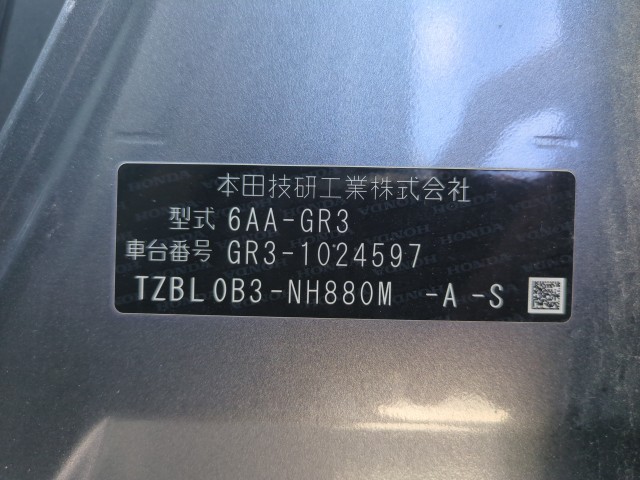 本田技研工業株式会社
型式 6AA-GR3
車台番号 GR3-1024597
TZBL0B3-NH880M -A -S